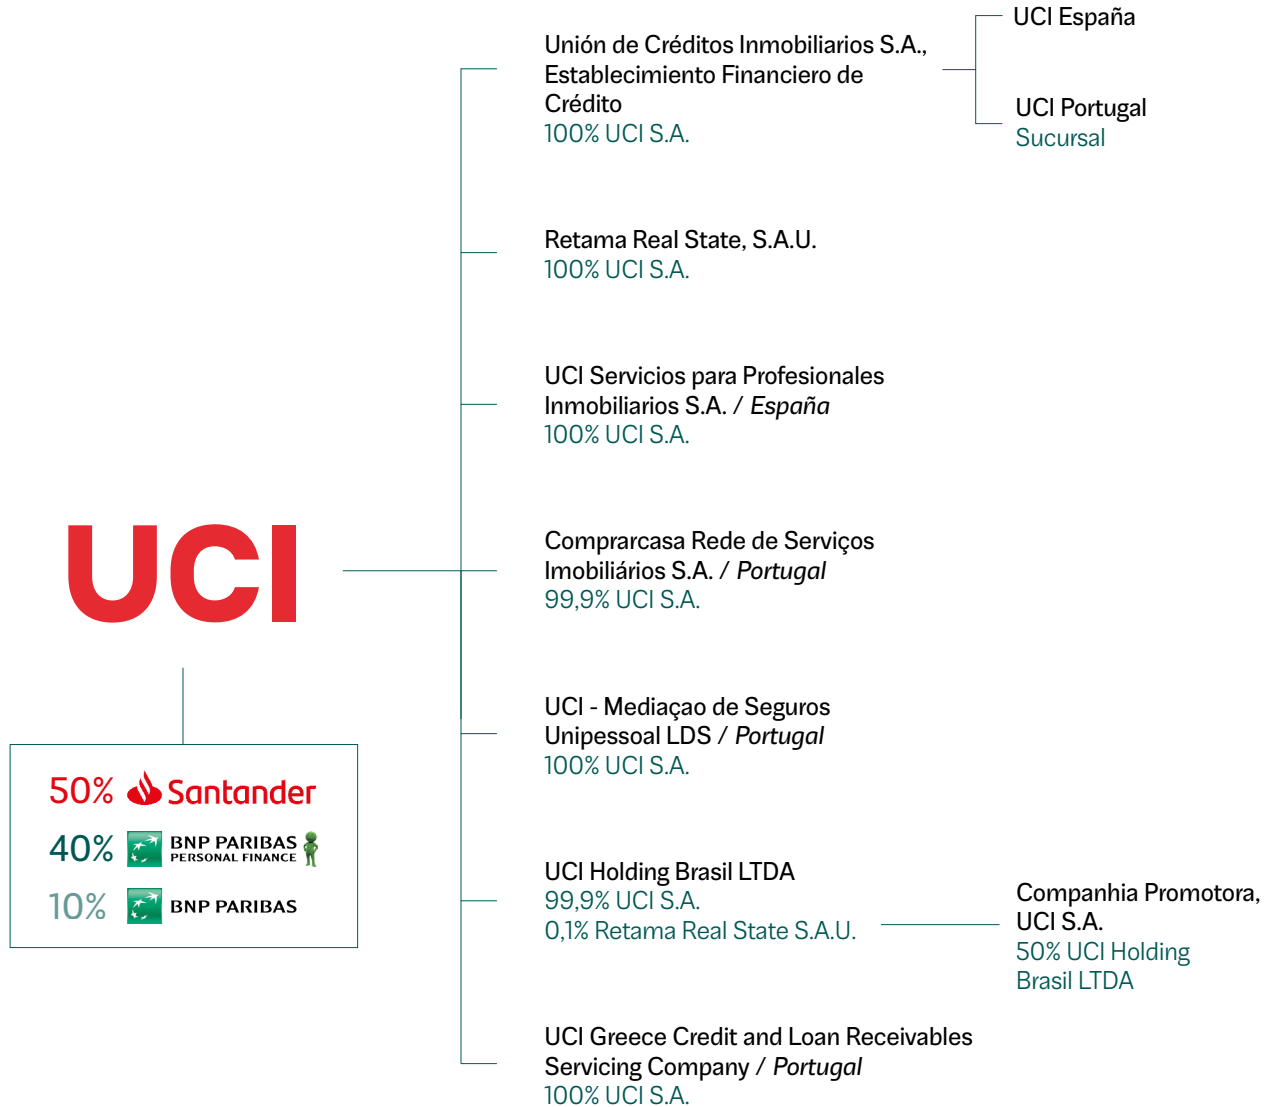 UCI
50% Santander
40% BNP PARIBAS
PERSONAL FINANCE
10% BNP PARIBAS
Unión de Créditos Inmobiliarios S.A.,
Establecimiento Financiero de
Crédito
100% UCI S.A.
UCI España
UCI Portugal
Sucursal
Retama Real State, S.A.U.
100% UCI S.A.
UCI Servicios para Profesionales
Inmobiliarios S.A. / España
100% UCI S.A.
Comprarcasa Rede de Serviços
Imobiliários S.A. / Portugal
99,9% UCI S.A.
UCI - Mediaçao de Seguros
Unipessoal LDS / Portugal
100% UCI S.A.
UCI Holding Brasil LTDA
99,9% UCI S.A.
0,1% Retama Real State S.A.U.
Companhia Promotora,
UCI S.A.
50% UCI Holding
Brasil LTDA
UCI Greece Credit and Loan Receivables
Servicing Company / Portugal
100% UCI S.A.